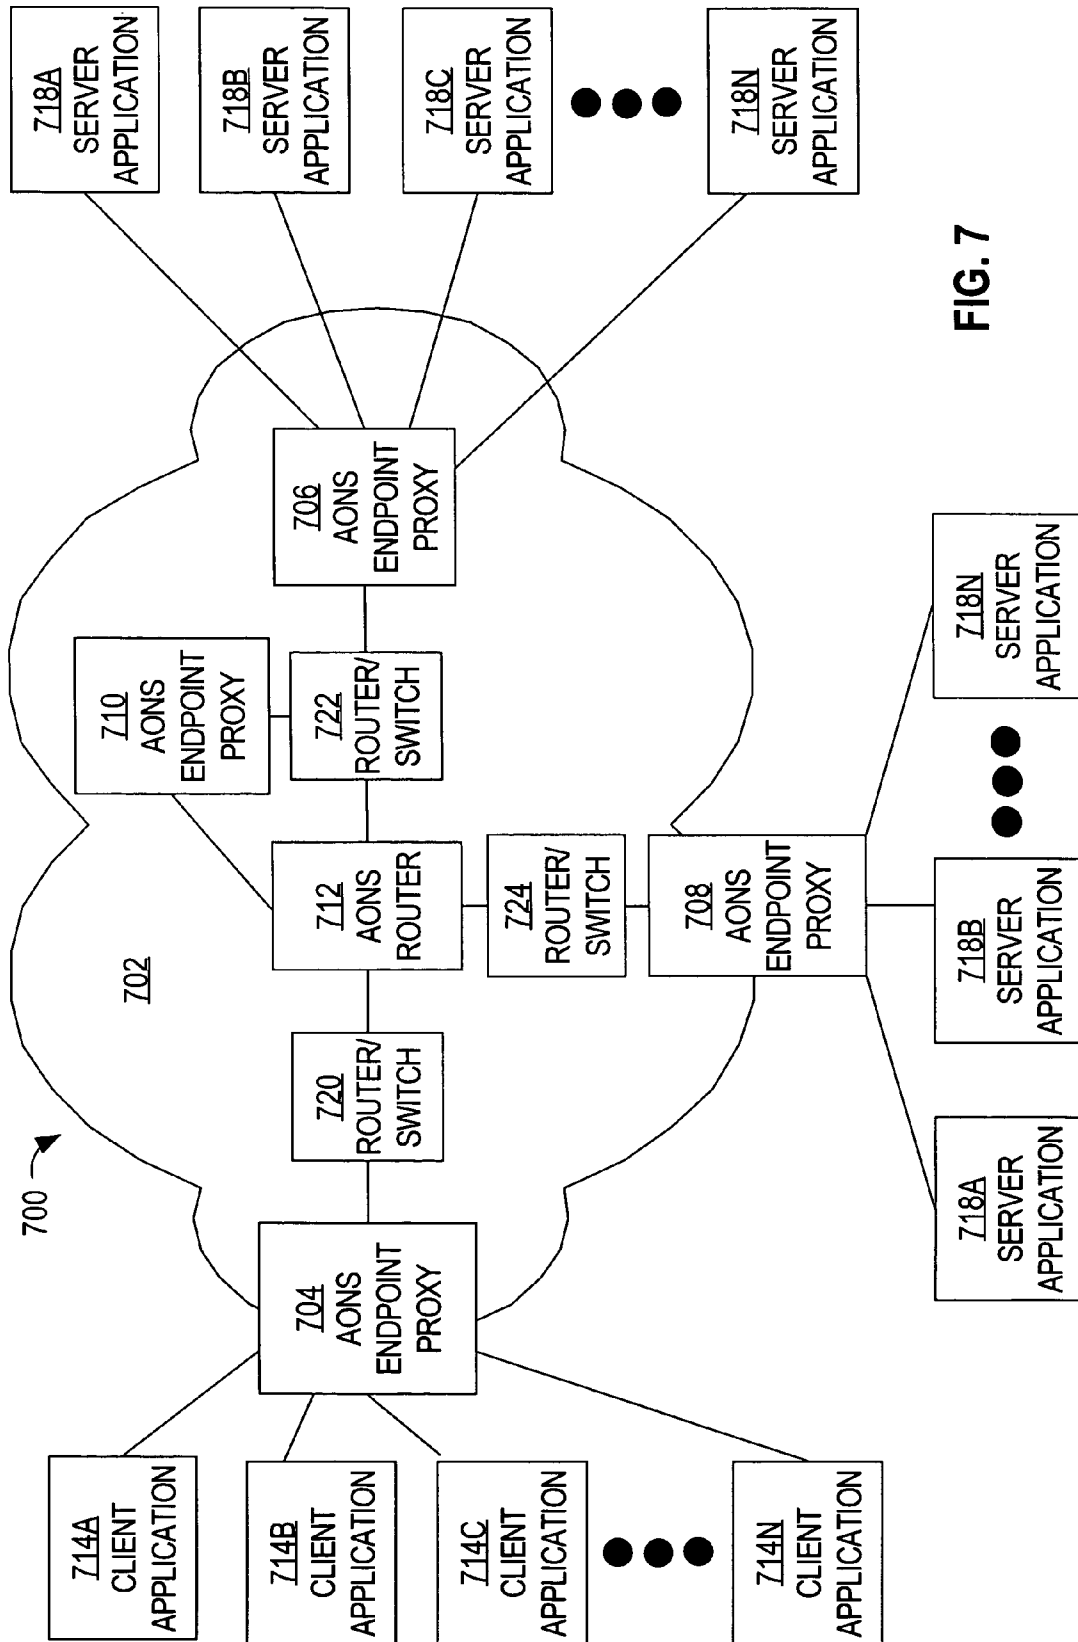 700
702
714A
CLIENT
APPLICATION
714B
CLIENT
APPLICATION
714C
CLIENT
APPLICATION
714N
CLIENT
APPLICATION
704
AONS
ENDPOINT
PROXY
720
ROUTER/
SWITCH
712
AONS
ROUTER
710
AONS
ENDPOINT
PROXY
722
ROUTER/
SWITCH
706
AONS
ENDPOINT
PROXY
724
ROUTER/
SWITCH
708
AONS
ENDPOINT
PROXY
718A
SERVER
APPLICATION
718B
SERVER
APPLICATION
718C
SERVER
APPLICATION
718N
SERVER
APPLICATION
718A
SERVER
APPLICATION
718B
SERVER
APPLICATION
718N
SERVER
APPLICATION
FIG. 7